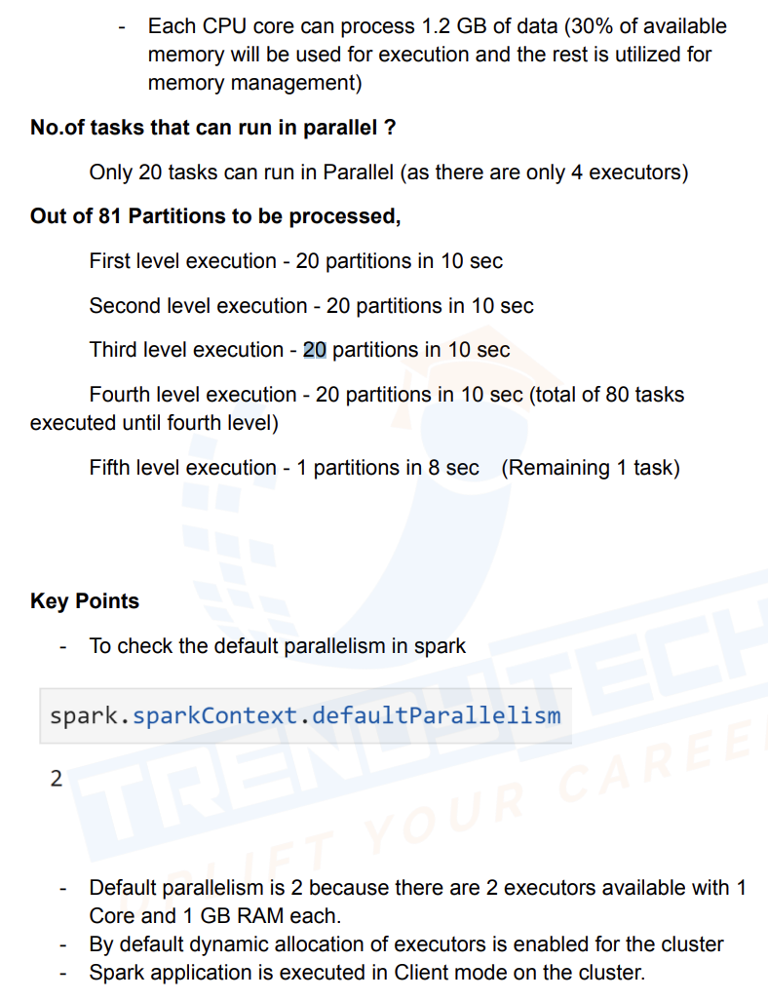 - Each CPU core can process 1.2 GB of data (30% of available
memory will be used for execution and the rest is utilized for
memory management)
No.of tasks that can run in parallel ?
Only 20 tasks can run in Parallel (as there are only 4 executors)
Out of 81 Partitions to be processed,
First level execution - 20 partitions in 10 sec
Second level execution - 20 partitions in 10 sec
Third level execution - 20 partitions in 10 sec
Fourth level execution - 20 partitions in 10 sec (total of 80 tasks
executed until fourth level)
Fifth level execution - 1 partitions in 8 sec (Remaining 1 task)
Key Points
- To check the default parallelism in spark
spark.sparkContext.defaultParallelism
2
TRENDYTECH
UPLIFT YOUR CAREE
- Default parallelism is 2 because there are 2 executors available with 1
Core and 1 GB RAM each.
- By default dynamic allocation of executors is enabled for the cluster
- Spark application is executed in Client mode on the cluster.